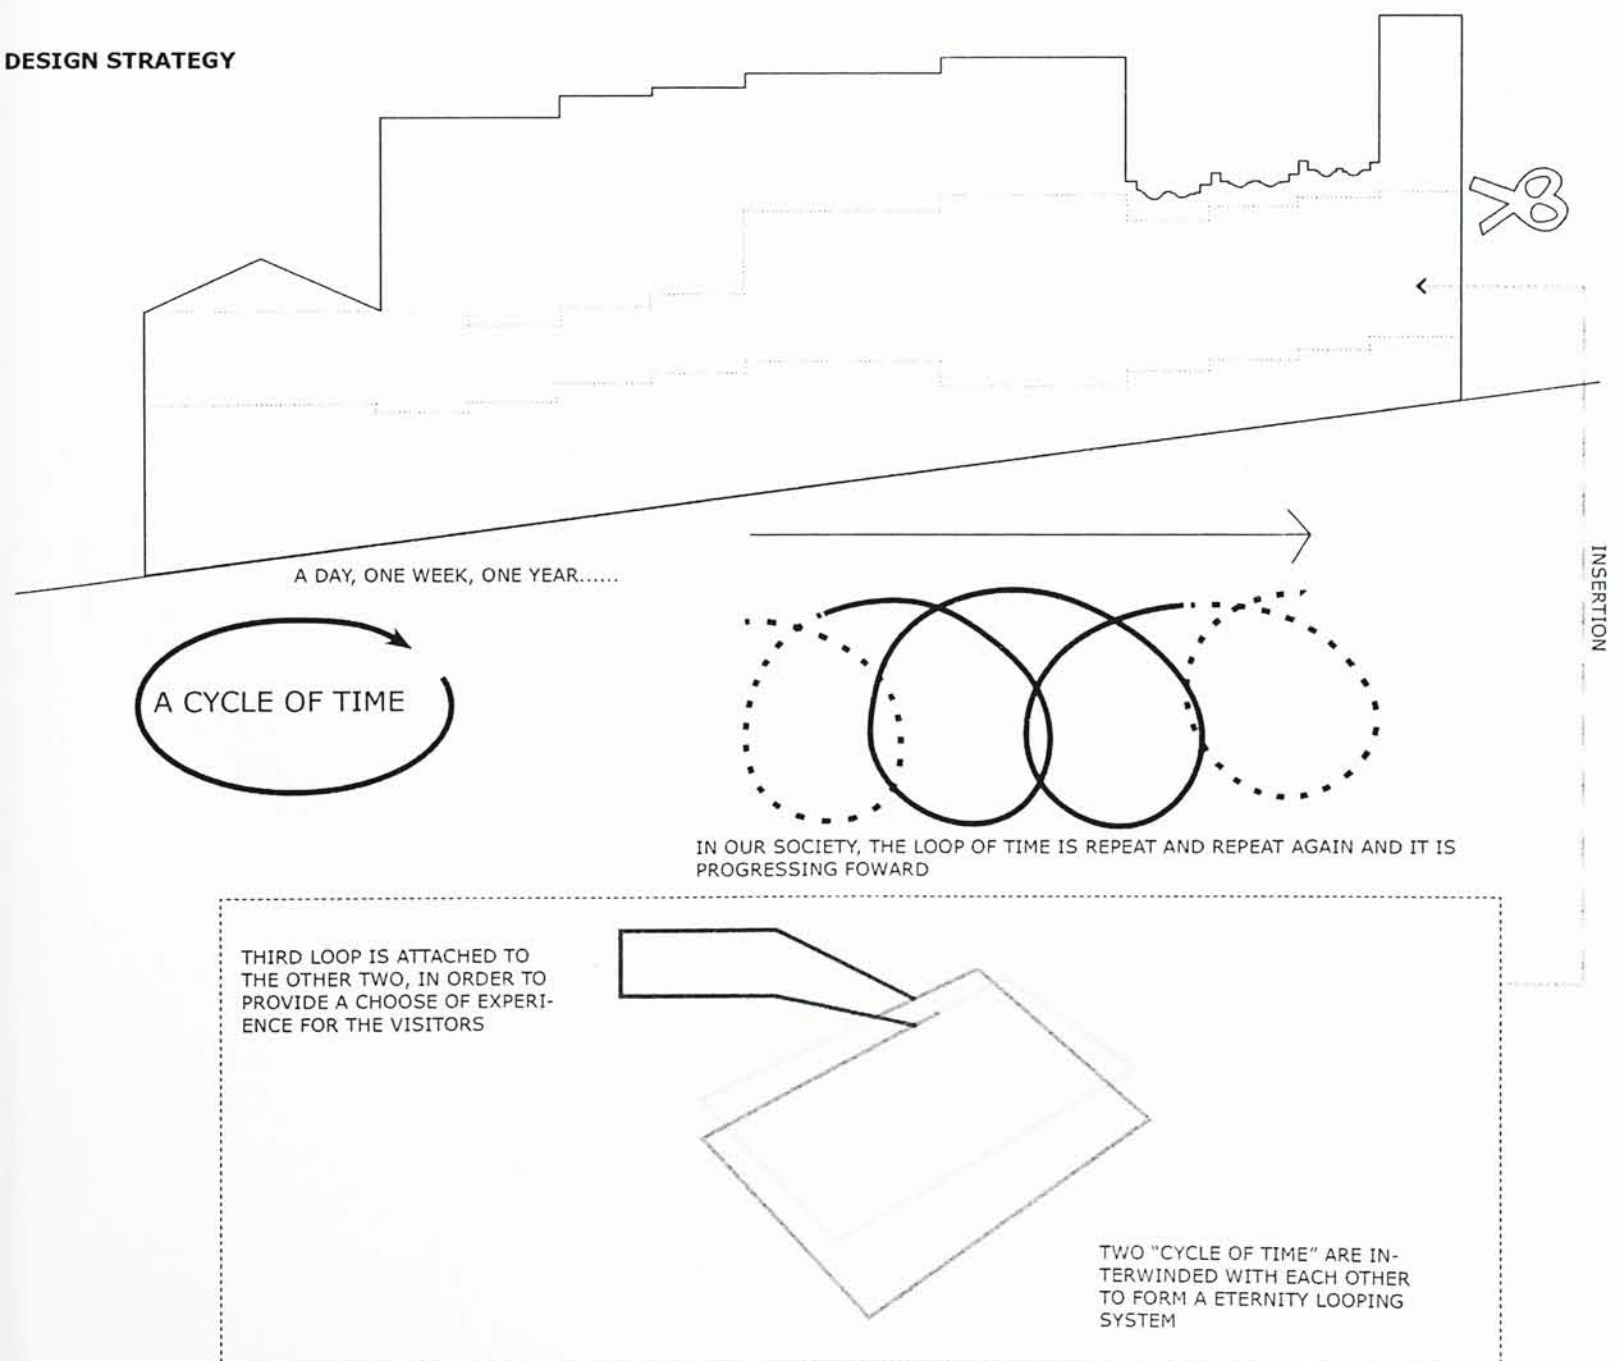 DESIGN STRATEGY
A DAY, ONE WEEK, ONE YEAR......
INSERTION
A CYCLE OF TIME
IN OUR SOCIETY, THE LOOP OF TIME IS REPEAT AND REPEAT AGAIN AND IT IS
PROGRESSING FOWARD
THIRD LOOP IS ATTACHED TO
THE OTHER TWO, IN ORDER TO
PROVIDE A CHOOSE OF EXPERI-
ENCE FOR THE VISITORS
TWO “CYCLE OF TIME” ARE IN-
TERWINDED WITH EACH OTHER
TO FORM A ETERNITY LOOPING
SYSTEM